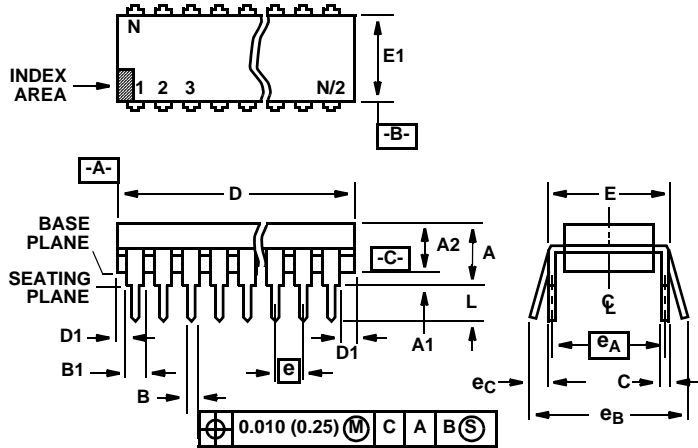 N
E1
INDEX
AREA
1 2 3 N/2
-B-
-A-
D
E
BASE
PLANE
-C-
A2
A
SEATING
PLANE
L
℄
D1
D1
A1
eA
B1
e
B
eC
C
eB
⌖ 0.010 (0.25) Ⓜ C A B Ⓢ